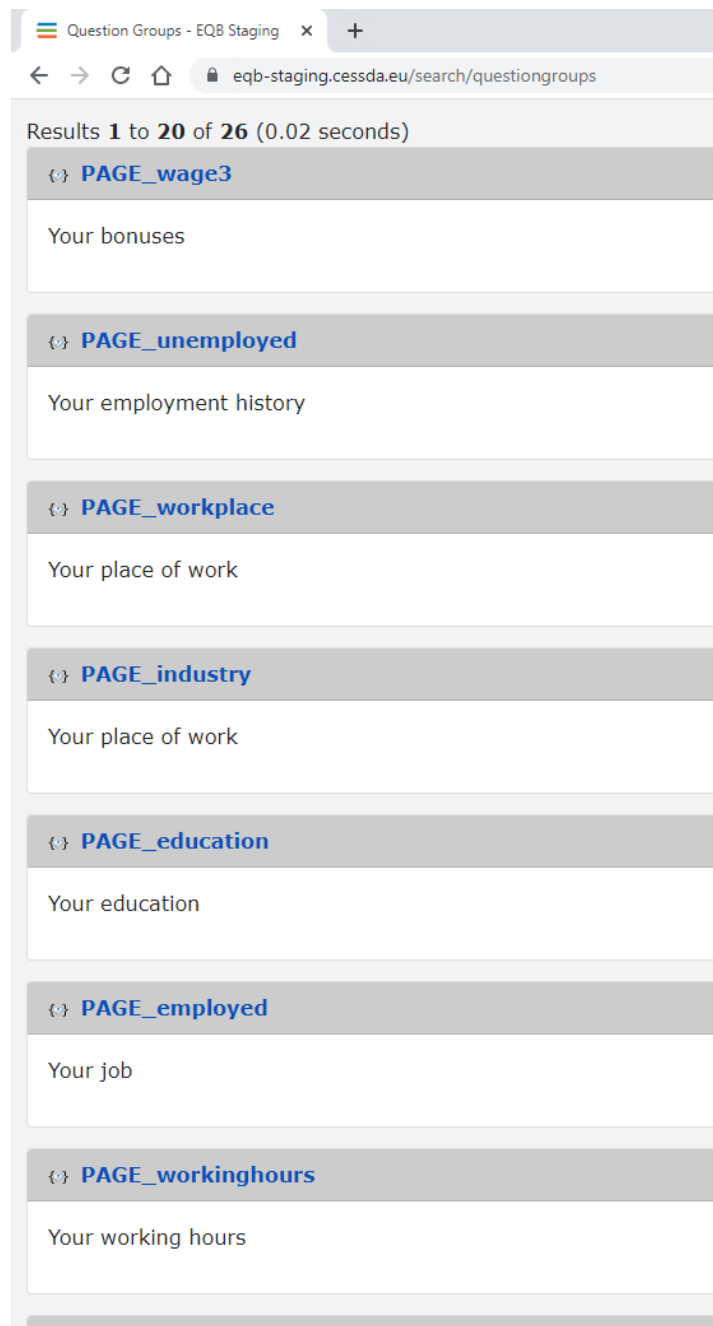 Question Groups - EQB Staging
eqb-staging.cessda.eu/search/questiongroups
Results 1 to 20 of 26 (0.02 seconds)
PAGE_wage3
Your bonuses
PAGE_unemployed
Your employment history
PAGE_workplace
Your place of work
PAGE_industry
Your place of work
PAGE_education
Your education
PAGE_employed
Your job
PAGE_workinghours
Your working hours